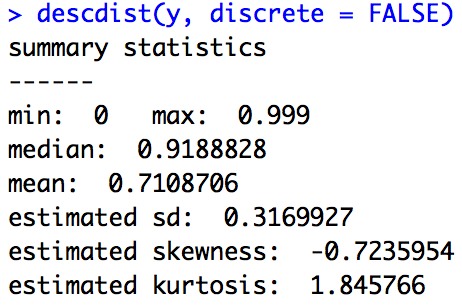 > descdist(y, discrete = FALSE)
summary statistics
------
min:  0   max:  0.999
median:  0.9188828
mean:  0.7108706
estimated sd:  0.3169927
estimated skewness:  -0.7235954
estimated kurtosis:  1.845766